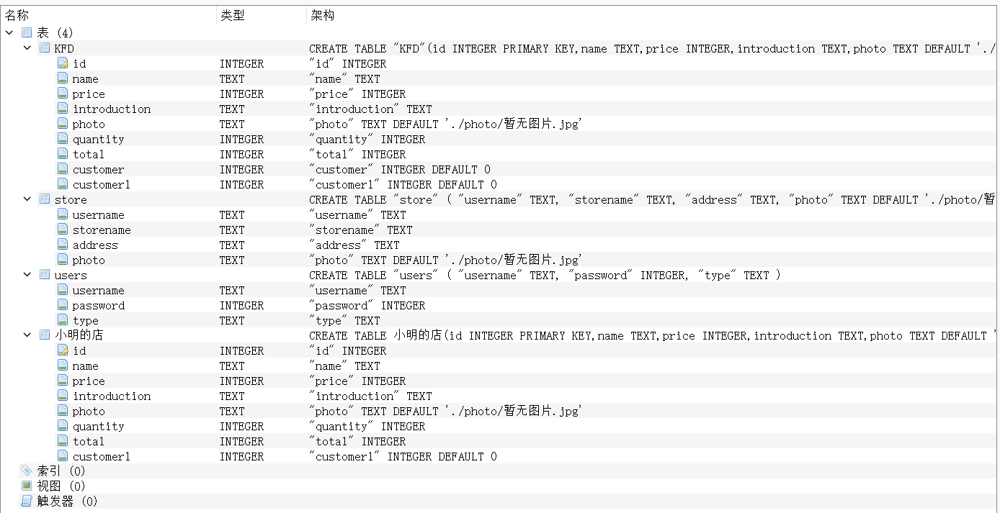 名称 类型 架构
表 (4)
KFD CREATE TABLE "KFD"(id INTEGER PRIMARY KEY,name TEXT,price INTEGER,introduction TEXT,photo TEXT DEFAULT './
id INTEGER "id" INTEGER
name TEXT "name" TEXT
price INTEGER "price" INTEGER
introduction TEXT "introduction" TEXT
photo TEXT "photo" TEXT DEFAULT './photo/暂无图片.jpg'
quantity INTEGER "quantity" INTEGER
total INTEGER "total" INTEGER
customer INTEGER "customer" INTEGER DEFAULT 0
customer1 INTEGER "customer1" INTEGER DEFAULT 0
store CREATE TABLE "store" ( "username" TEXT, "storename" TEXT, "address" TEXT, "photo" TEXT DEFAULT './photo/暂
username TEXT "username" TEXT
storename TEXT "storename" TEXT
address TEXT "address" TEXT
photo TEXT "photo" TEXT DEFAULT './photo/暂无图片.jpg'
users CREATE TABLE "users" ( "username" TEXT, "password" INTEGER, "type" TEXT )
username TEXT "username" TEXT
password INTEGER "password" INTEGER
type TEXT "type" TEXT
小明的店 CREATE TABLE 小明的店(id INTEGER PRIMARY KEY,name TEXT,price INTEGER,introduction TEXT,photo TEXT DEFAULT '
id INTEGER "id" INTEGER
name TEXT "name" TEXT
price INTEGER "price" INTEGER
introduction TEXT "introduction" TEXT
photo TEXT "photo" TEXT DEFAULT './photo/暂无图片.jpg'
quantity INTEGER "quantity" INTEGER
total INTEGER "total" INTEGER
customer1 INTEGER "customer1" INTEGER DEFAULT 0
索引 (0)
视图 (0)
触发器 (0)